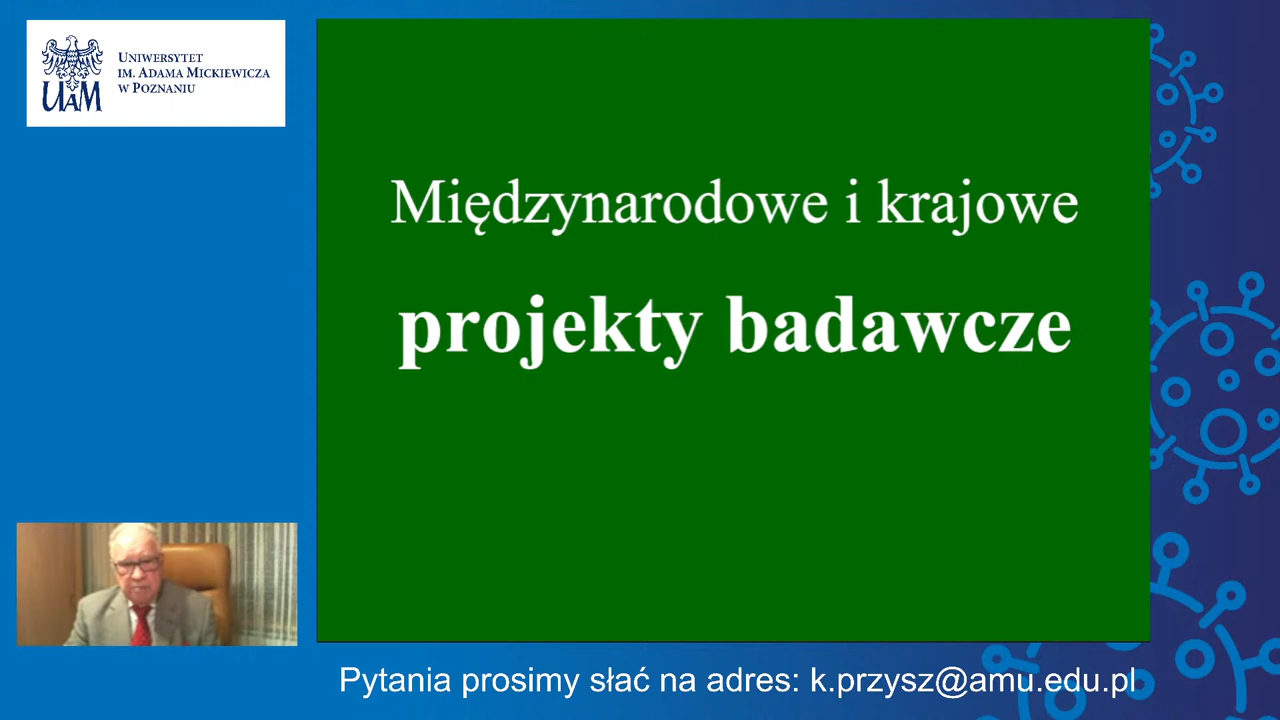 UNIWERSYTET
IM. ADAMA MICKIEWICZA
W POZNANIU
UAM
Międzynarodowe i krajowe
projekty badawcze
Pytania prosimy słać na adres: k.przysz@amu.edu.pl